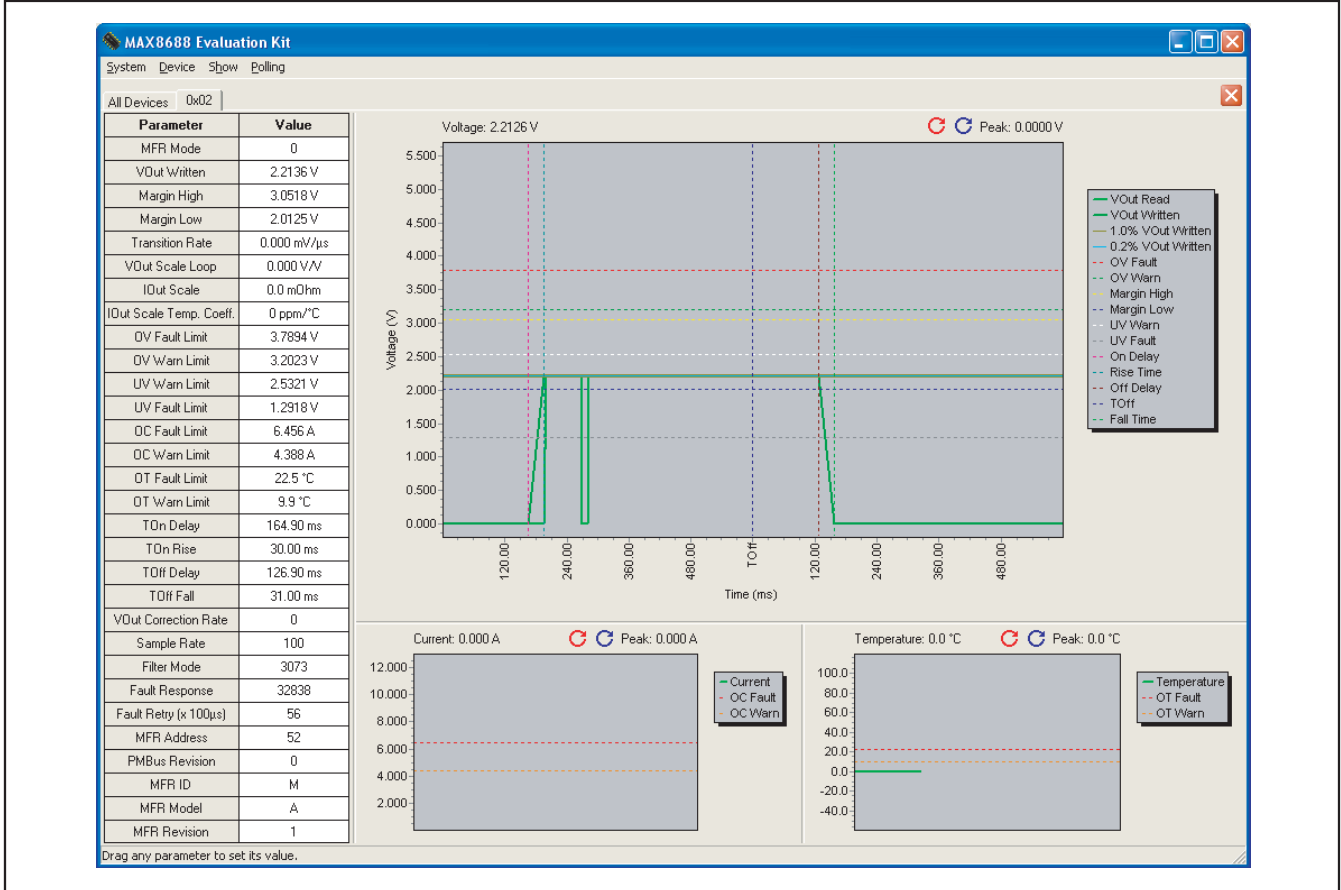 MAX8688 Evaluation Kit
System Device Show Polling
All Devices 0x02
Parameter Value
MFR Mode 0
VOut Written 2.2136 V
Margin High 3.0518 V
Margin Low 2.0125 V
Transition Rate 0.000 mV/µs
VOut Scale Loop 0.000 V/V
IOut Scale 0.0 mOhm
IOut Scale Temp. Coeff. 0 ppm/°C
OV Fault Limit 3.7894 V
OV Warn Limit 3.2023 V
UV Warn Limit 2.5321 V
UV Fault Limit 1.2918 V
OC Fault Limit 6.456 A
OC Warn Limit 4.388 A
OT Fault Limit 22.5 °C
OT Warn Limit 9.9 °C
TOn Delay 164.90 ms
TOn Rise 30.00 ms
TOff Delay 126.90 ms
TOff Fall 31.00 ms
VOut Correction Rate 0
Sample Rate 100
Filter Mode 3073
Fault Response 32838
Fault Retry (x 100µs) 56
MFR Address 52
PMBus Revision 0
MFR ID M
MFR Model A
MFR Revision 1
Voltage: 2.2126 V Peak: 0.0000 V
5.500
5.000
4.500
4.000
3.500
3.000
2.500
2.000
1.500
1.000
0.500
0.000
Voltage (V)
120.00 240.00 360.00 480.00 TOff 120.00 240.00 360.00 480.00
Time (ms)
VOut Read
VOut Written
1.0% VOut Written
0.2% VOut Written
OV Fault
OV Warn
Margin High
Margin Low
UV Warn
UV Fault
On Delay
Rise Time
Off Delay
TOff
Fall Time
Current: 0.000 A Peak: 0.000 A
12.000
10.000
8.000
6.000
4.000
2.000
Current
OC Fault
OC Warn
Temperature: 0.0 °C Peak: 0.0 °C
100.0
80.0
60.0
40.0
20.0
0.0
-20.0
-40.0
Temperature
OT Fault
OT Warn
Drag any parameter to set its value.